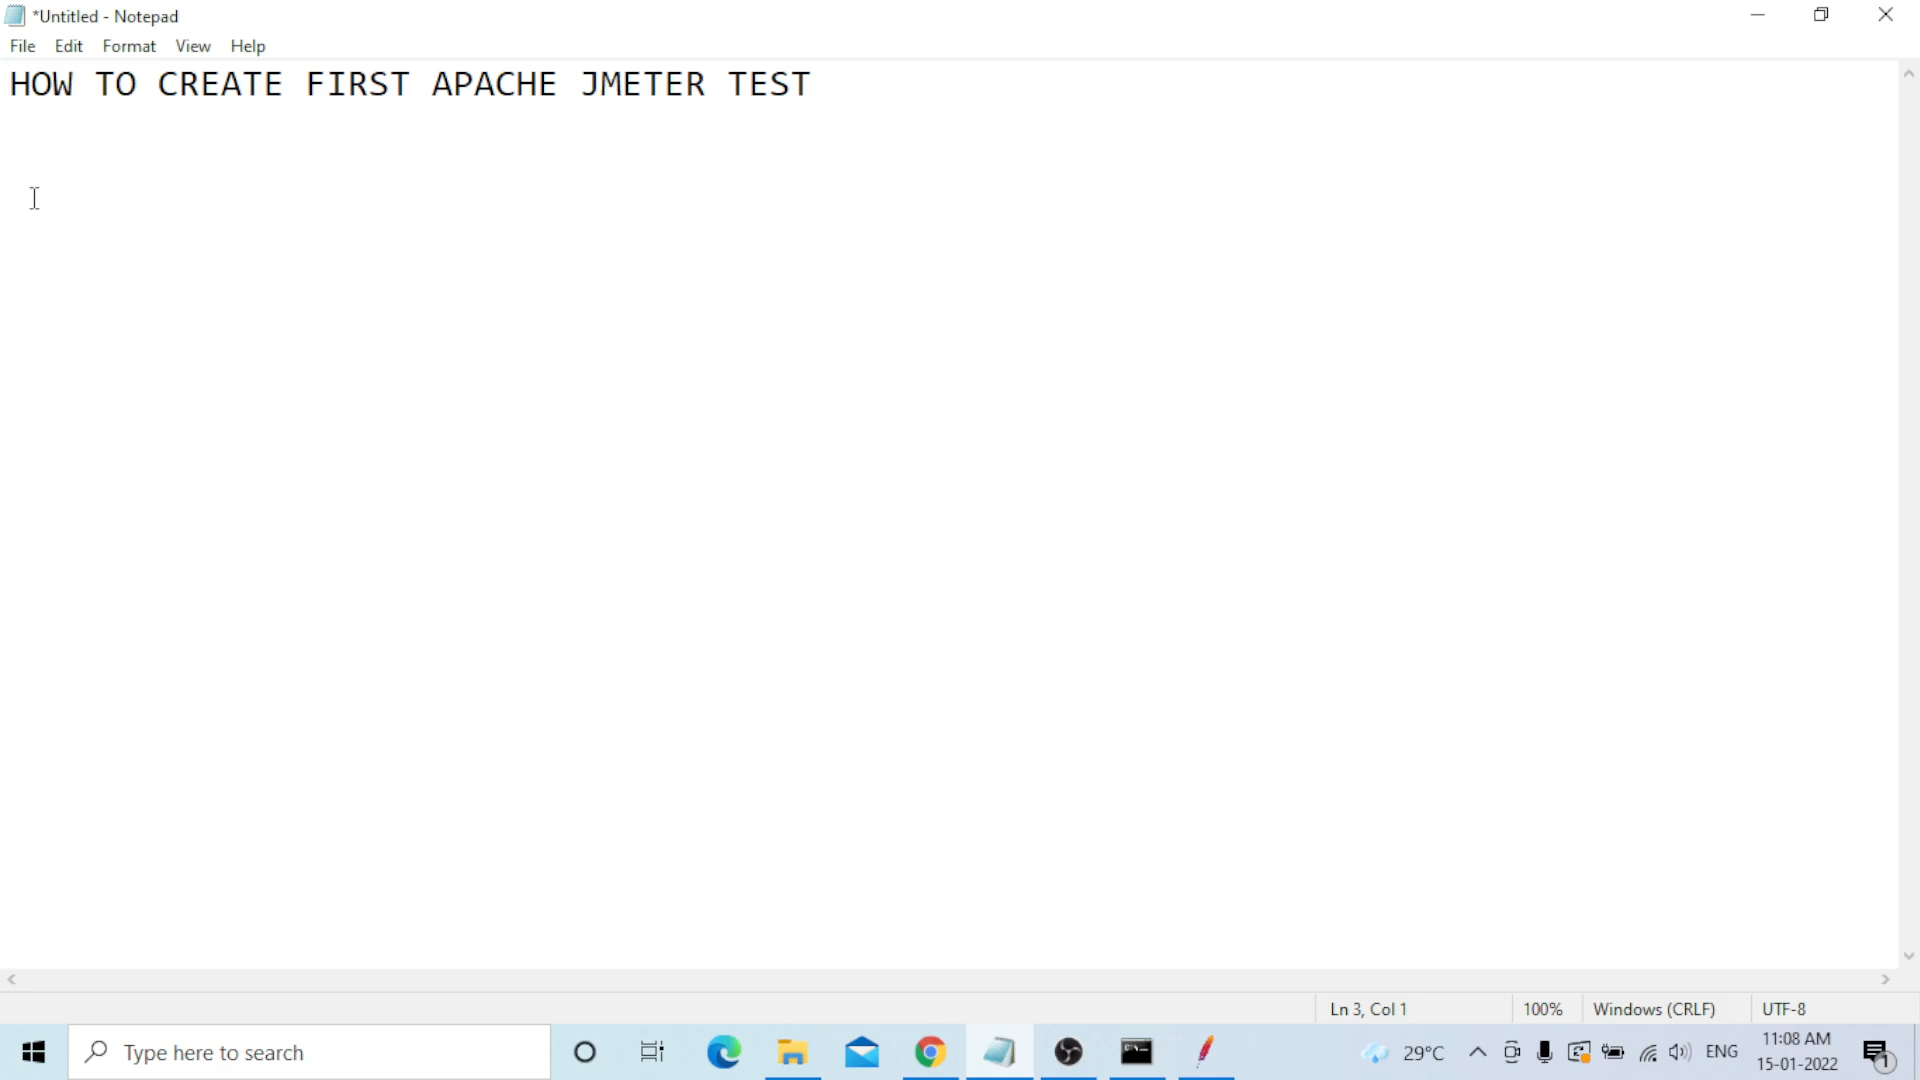 *Untitled - Notepad
File Edit Format View Help
HOW TO CREATE FIRST APACHE JMETER TEST
Ln 3, Col 1 100% Windows (CRLF) UTF-8
Type here to search 29°C ENG 11:08 AM
15-01-2022 1